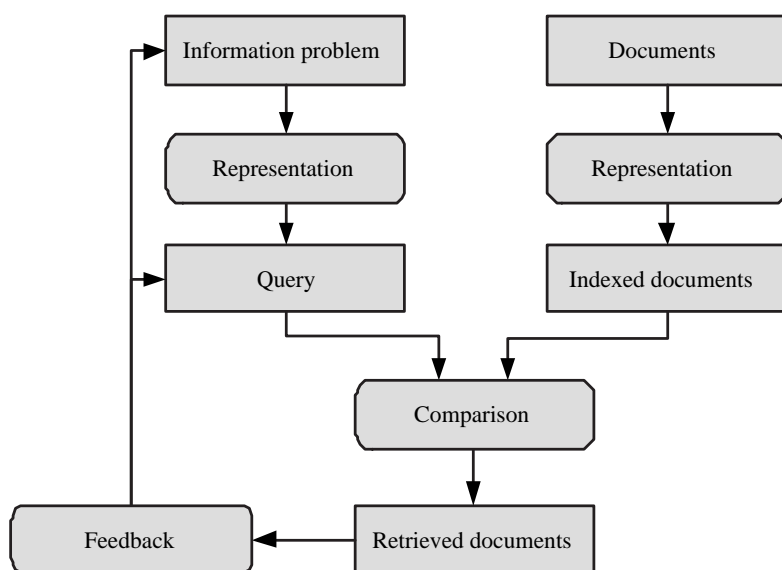 Information problem
Documents
Representation
Representation
Query
Indexed documents
Comparison
Feedback
Retrieved documents